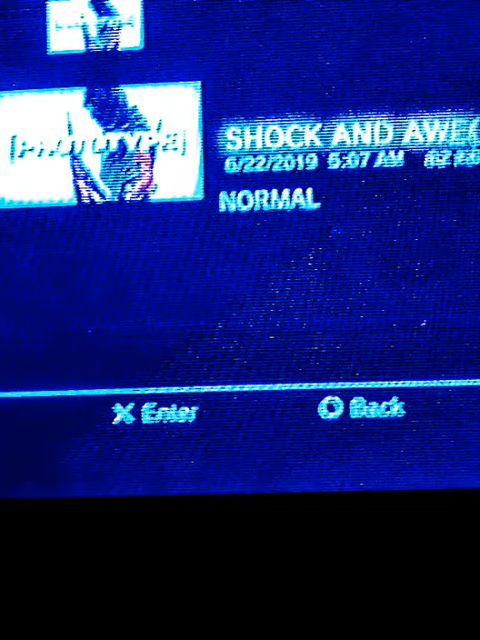 [PROTOTYPE]
SHOCK AND AWE
6/22/2019 5:07 AM
NORMAL
X Enter
O Back